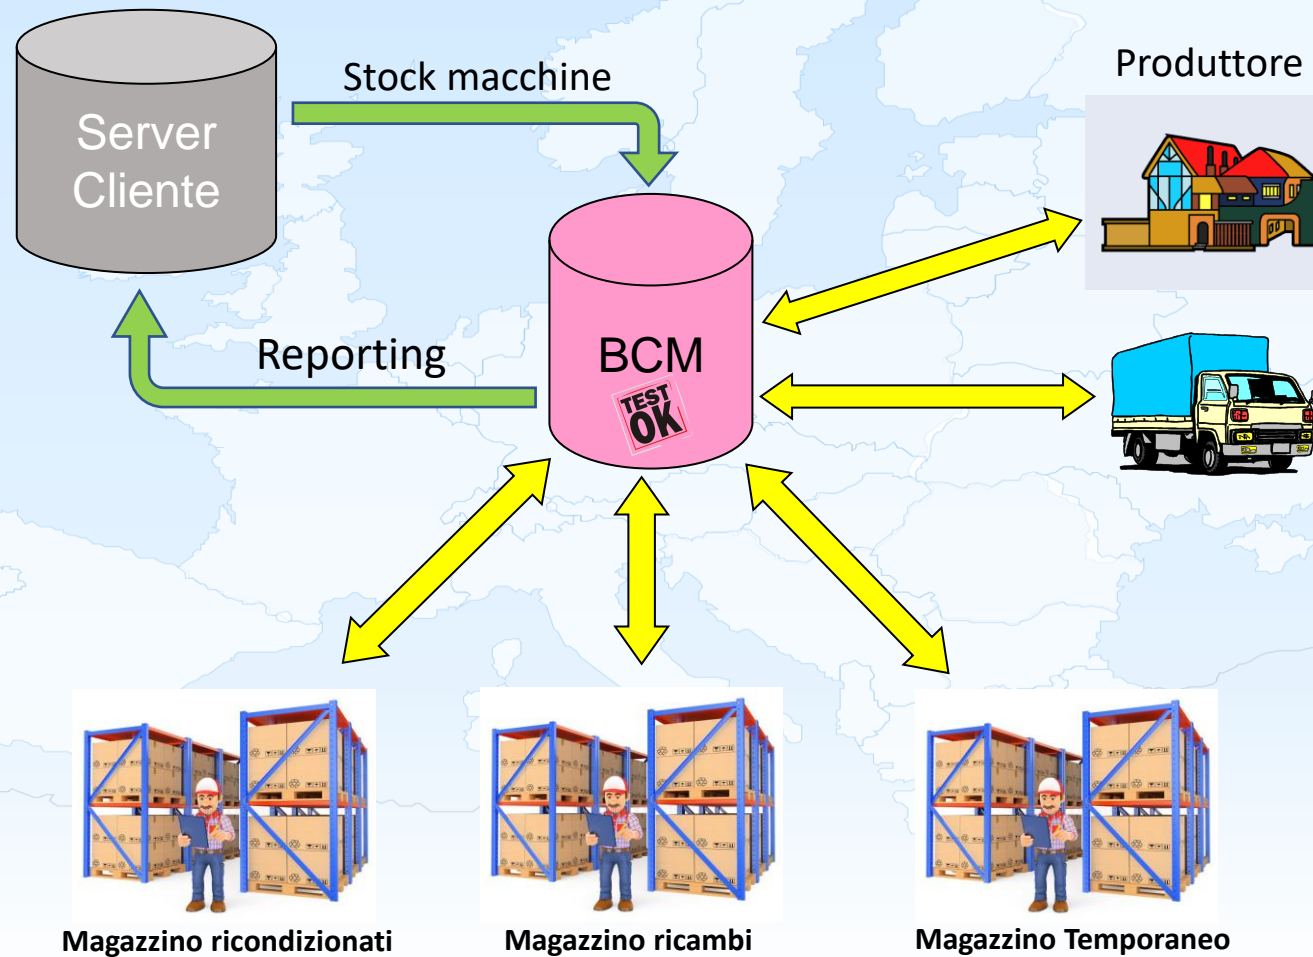 Stock macchine
Produttore
Server
Cliente
Reporting
BCM
TEST
OK
Magazzino ricondizionati
Magazzino ricambi
Magazzino Temporaneo